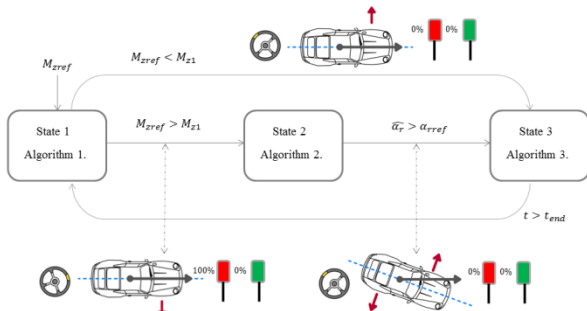 0% 0%
M_zref
M_zref < M_z1
State 1
Algorithm 1.
M_zref > M_z1
State 2
Algorithm 2.
α̂_r > α_rref
State 3
Algorithm 3.
t > t_end
100% 0%
0% 0%